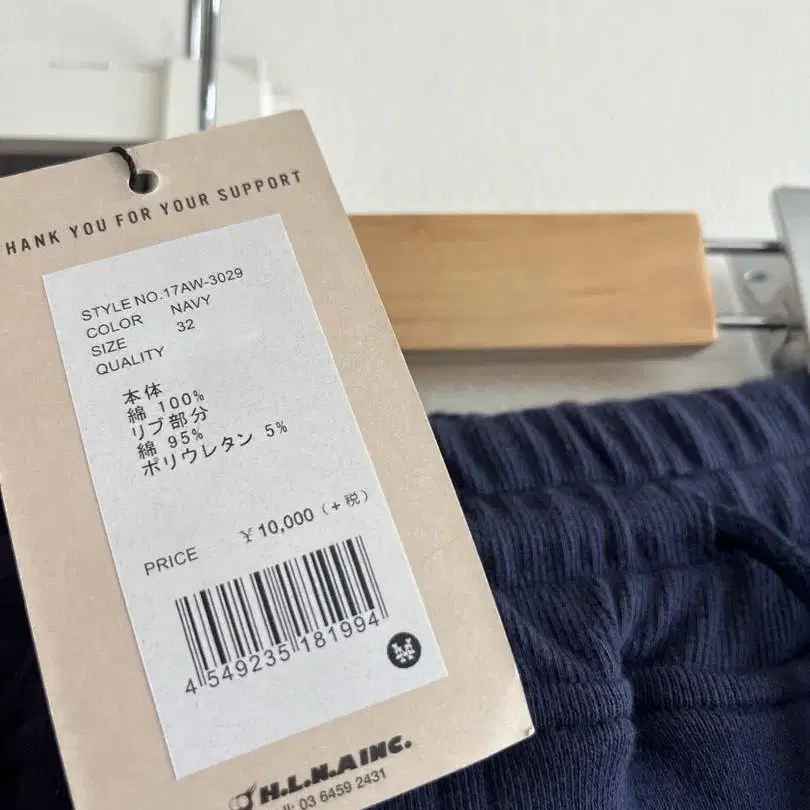 HANK YOU FOR YOUR SUPPORT
STYLE NO.17AW-3029
COLOR NAVY
SIZE 32
QUALITY
本体
綿 100%
リブ部分
綿 95%
ポリウレタン 5%
PRICE ¥10,000 (+税)
4 549235 181994
H.L.N.A INC.
03 6459 2431